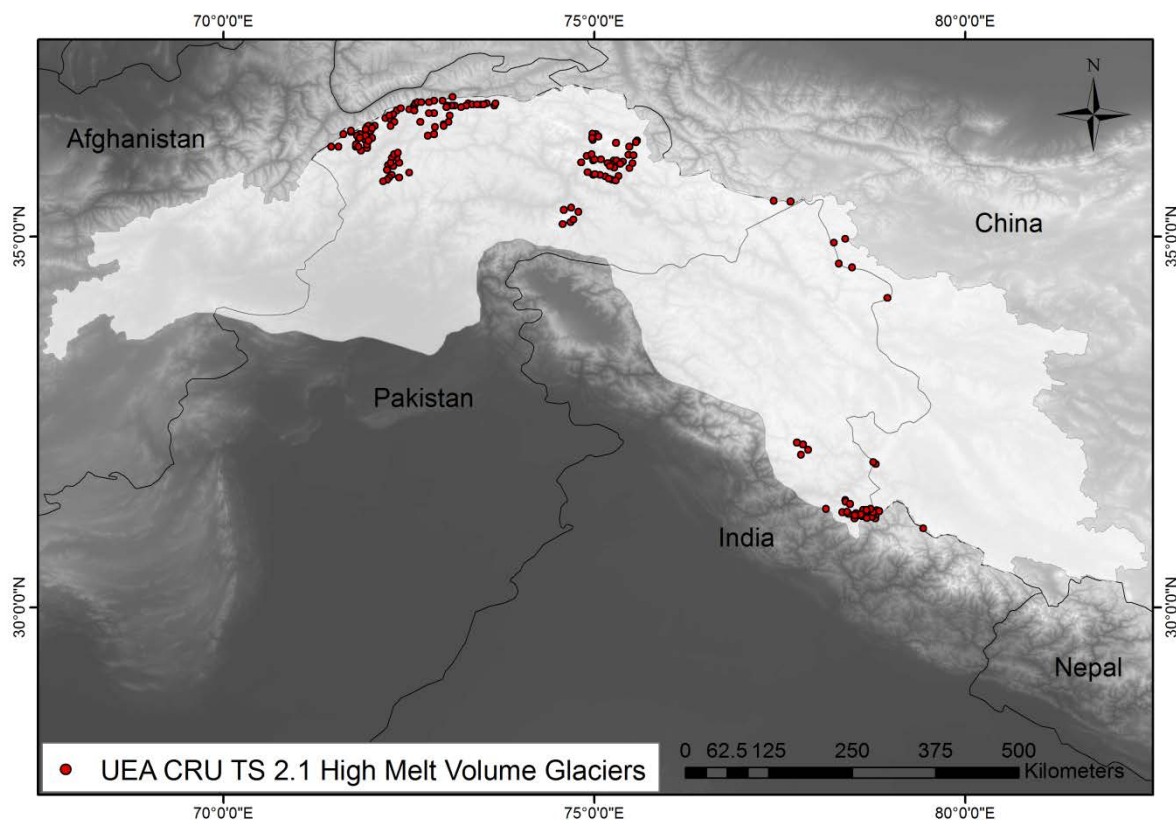 70°0'0"E 75°0'0"E 80°0'0"E
N
Afghanistan
China
35°0'0"N 35°0'0"N
Pakistan
India
30°0'0"N 30°0'0"N
Nepal
UEA CRU TS 2.1 High Melt Volume Glaciers
0 62.5 125 250 375 500
Kilometers
70°0'0"E 75°0'0"E 80°0'0"E